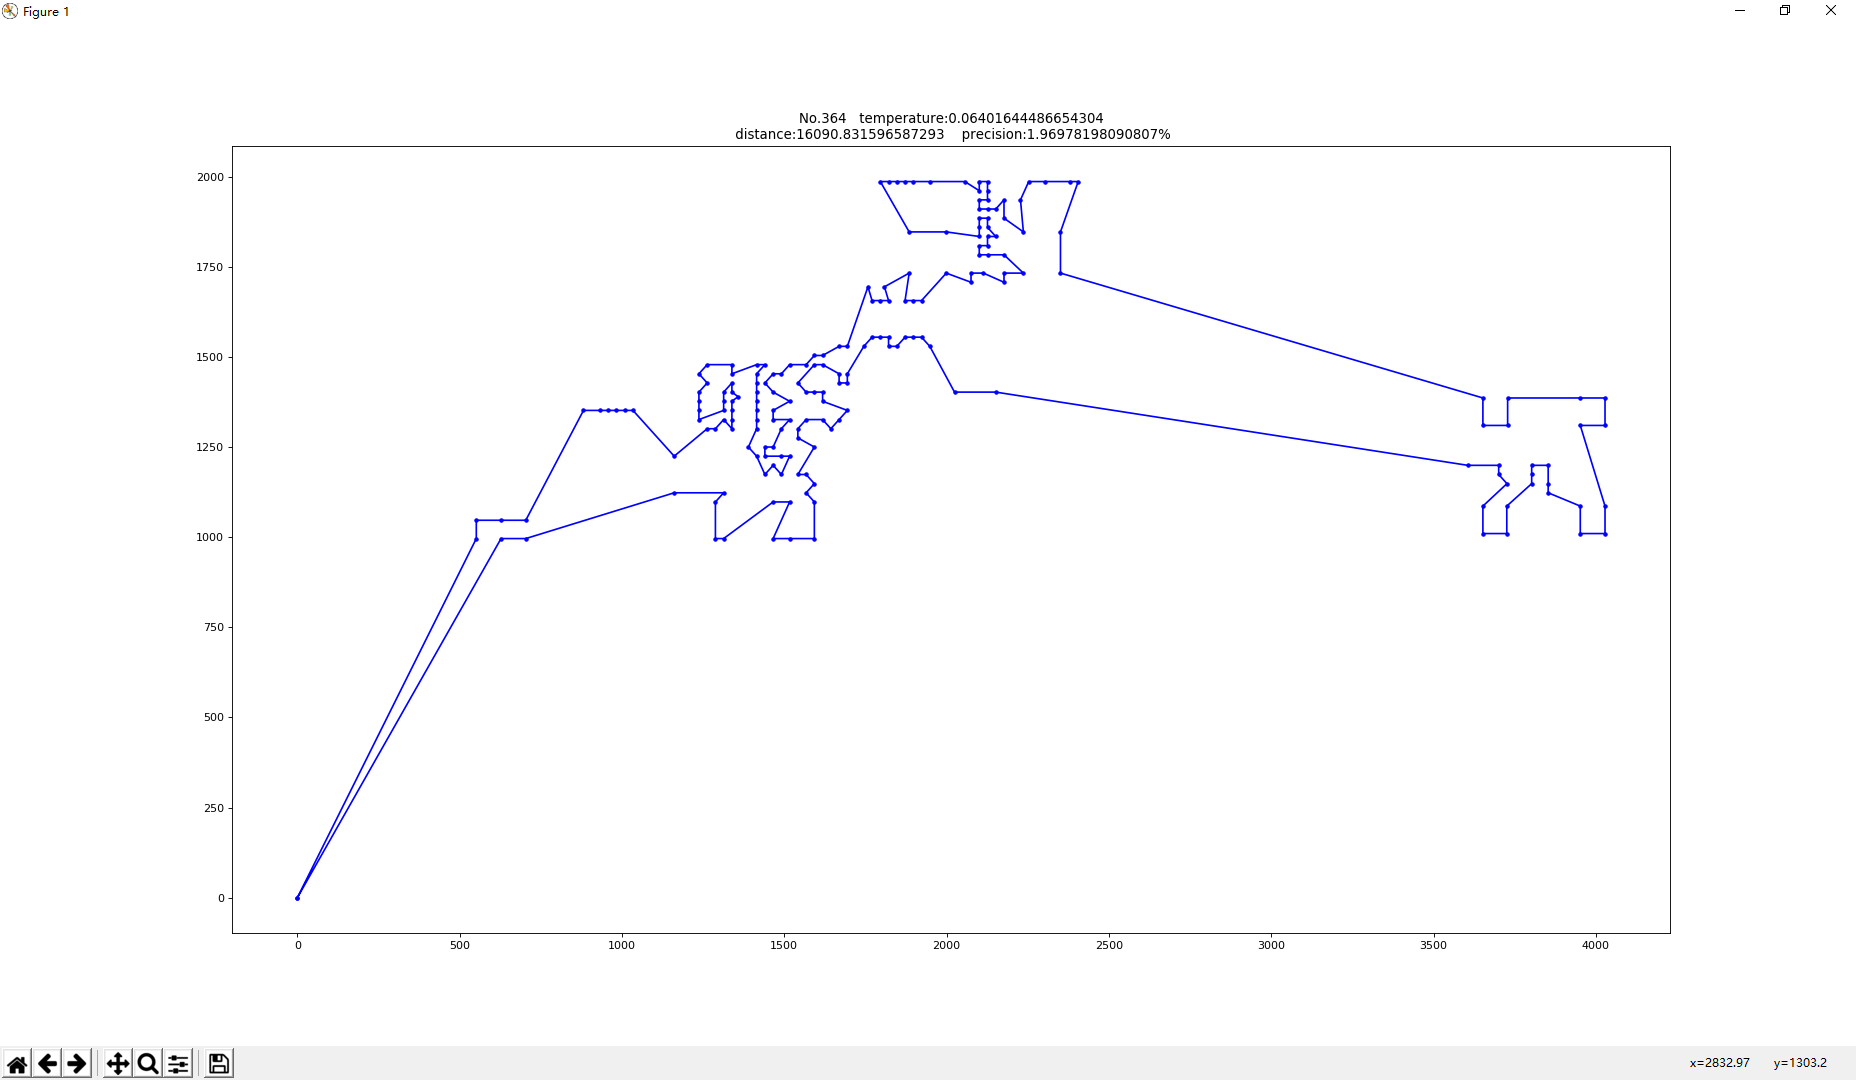 Figure 1
No.364 temperature:0.06401644486654304
distance:16090.831596587293 precision:1.96978198090807%
2000
1750
1500
1250
1000
750
500
250
0
0 500 1000 1500 2000 2500 3000 3500 4000
x=2832.97 y=1303.2